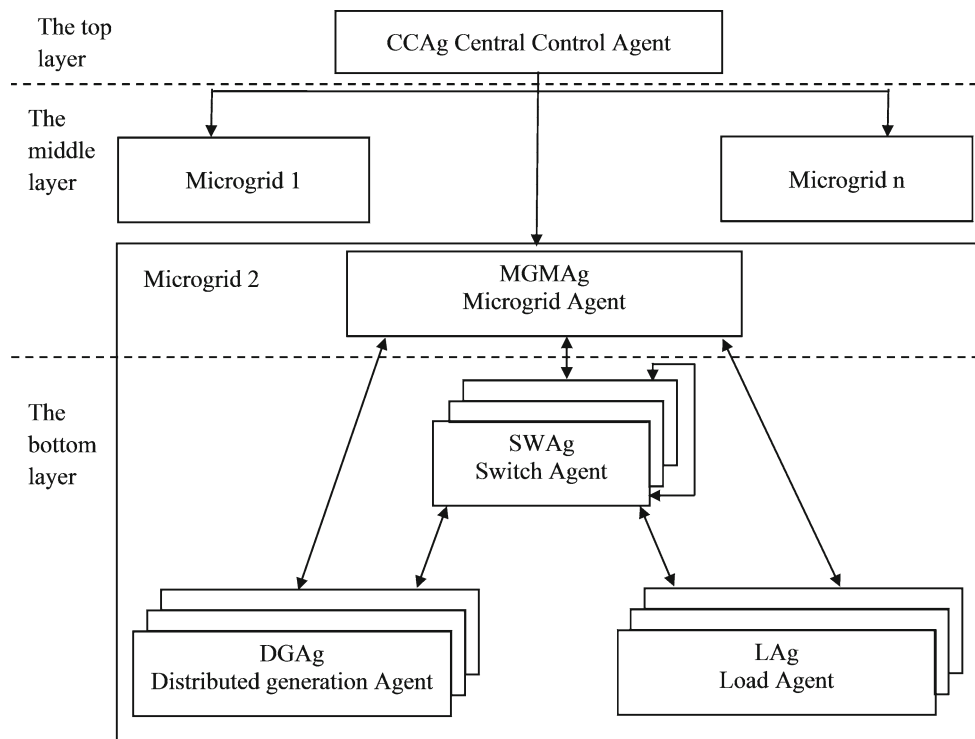 The top
layer
CCAg Central Control Agent
The
middle
layer
Microgrid 1
Microgrid n
Microgrid 2
MGMAg
Microgrid Agent
The
bottom
layer
SWAg
Switch Agent
DGAg
Distributed generation Agent
LAg
Load Agent